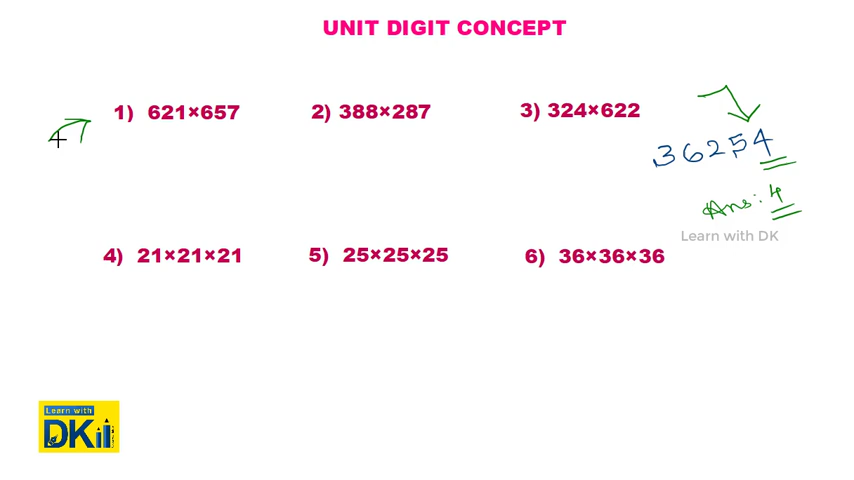 UNIT DIGIT CONCEPT
1) 621×657 2) 388×287 3) 324×622
36254
Ans: 4
Learn with DK
4) 21×21×21 5) 25×25×25 6) 36×36×36
Learn with
DK